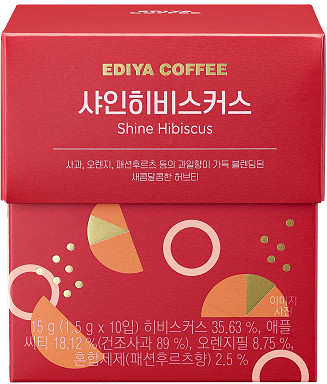 EDIYA COFFEE
샤인히비스커스
Shine Hibiscus
사과, 오렌지, 패션후르츠 등의 과일향이 가득 블렌딩된
새콤달콤한 허브티
이미지
사진
15 g (1.5 g x 10입) 히비스커스 35.63 %, 애플
씨티 18.12 %(건조사과 89 %), 오렌지필 8.75 %,
혼합제제(패션후르츠향) 2.5 %